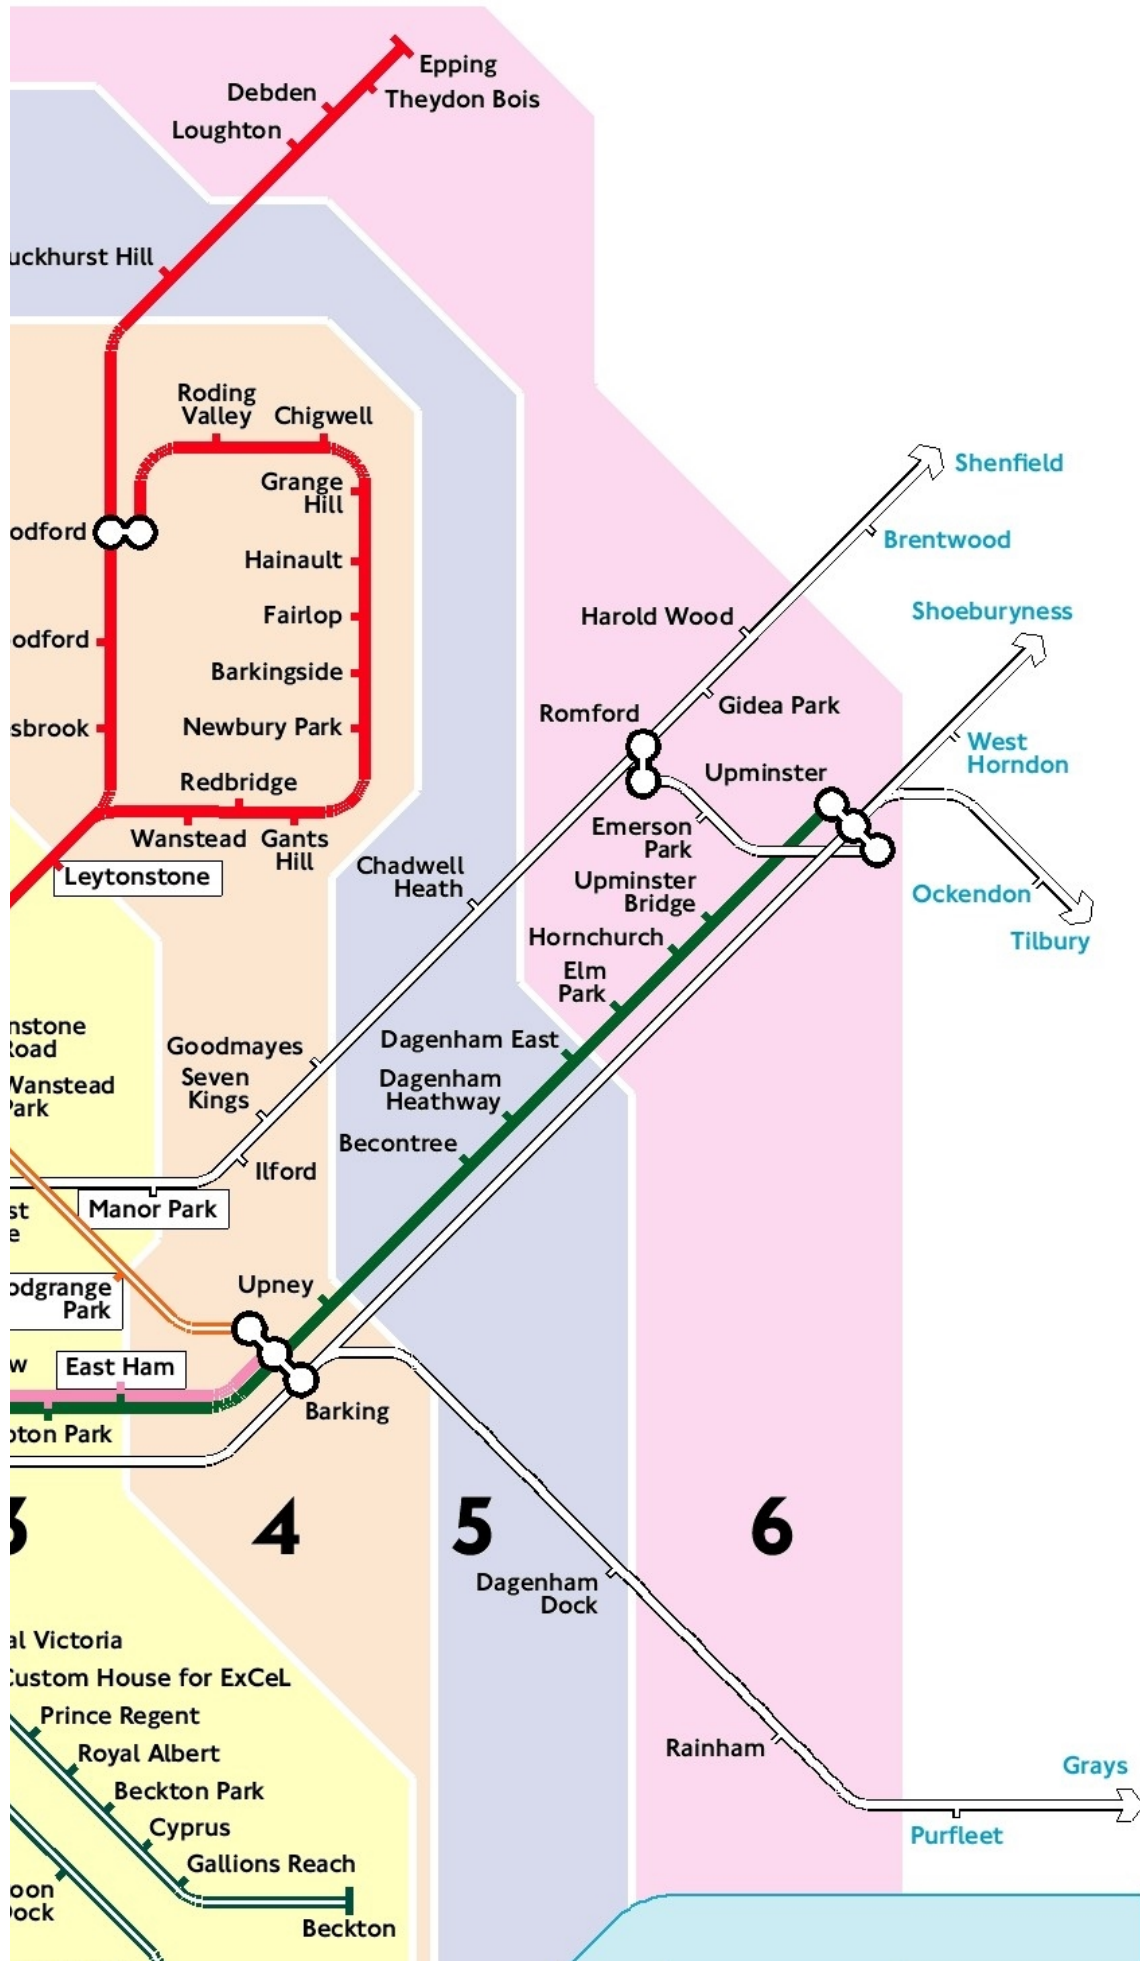 Epping
Debden
Theydon Bois
Loughton
uckhurst Hill
Roding
Valley
Chigwell
Grange
Hill
Shenfield
odford
Brentwood
Hainault
Shoeburyness
Fairlop
Harold Wood
odford
Barkingside
Gidea Park
Romford
sbrook
Newbury Park
West
Horndon
Upminster
Redbridge
Wanstead
Gants
Hill
Emerson
Park
Chadwell
Heath
Leytonstone
Upminster
Bridge
Ockendon
Hornchurch
Tilbury
Elm
Park
nstone
Road
Goodmayes
Dagenham East
Seven
Kings
Dagenham
Heathway
Wanstead
Park
Becontree
Ilford
Manor Park
st
e
Upney
odgrange
Park
w
East Ham
Barking
pton Park
3
4
5
6
Dagenham
Dock
al Victoria
Custom House for ExCeL
Prince Regent
Royal Albert
Rainham
Beckton Park
Grays
Cyprus
Purfleet
Gallions Reach
oon
Dock
Beckton